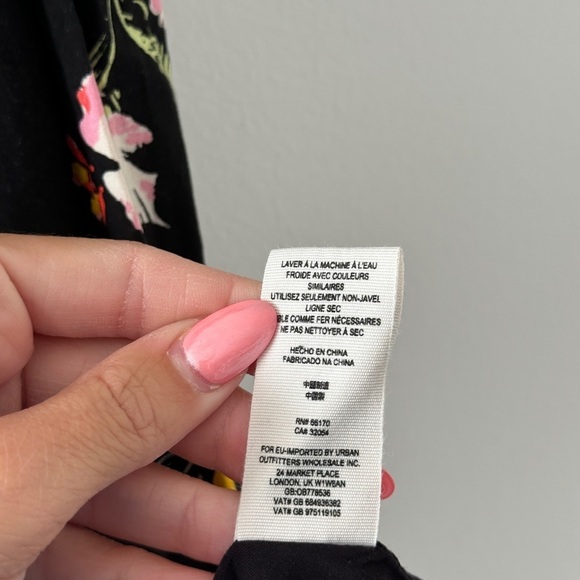 LAVER À LA MACHINE À L'EAU
FROIDE AVEC COULEURS
SIMILAIRES
UTILISEZ SEULEMENT NON-JAVEL
LIGNE SEC
BLE COMME FER NÉCESSAIRES
NE PAS NETTOYER À SEC
HECHO EN CHINA
FABRICADO NA CHINA
中國製造
中国製
RN# 66170
CA# 32054
FOR EU-IMPORTED BY URBAN
OUTFITTERS WHOLESALE INC.
24 MARKET PLACE
LONDON, UK W1W8AN
GB:OB778536
VAT# GB 684936382
VAT# GB 975119105